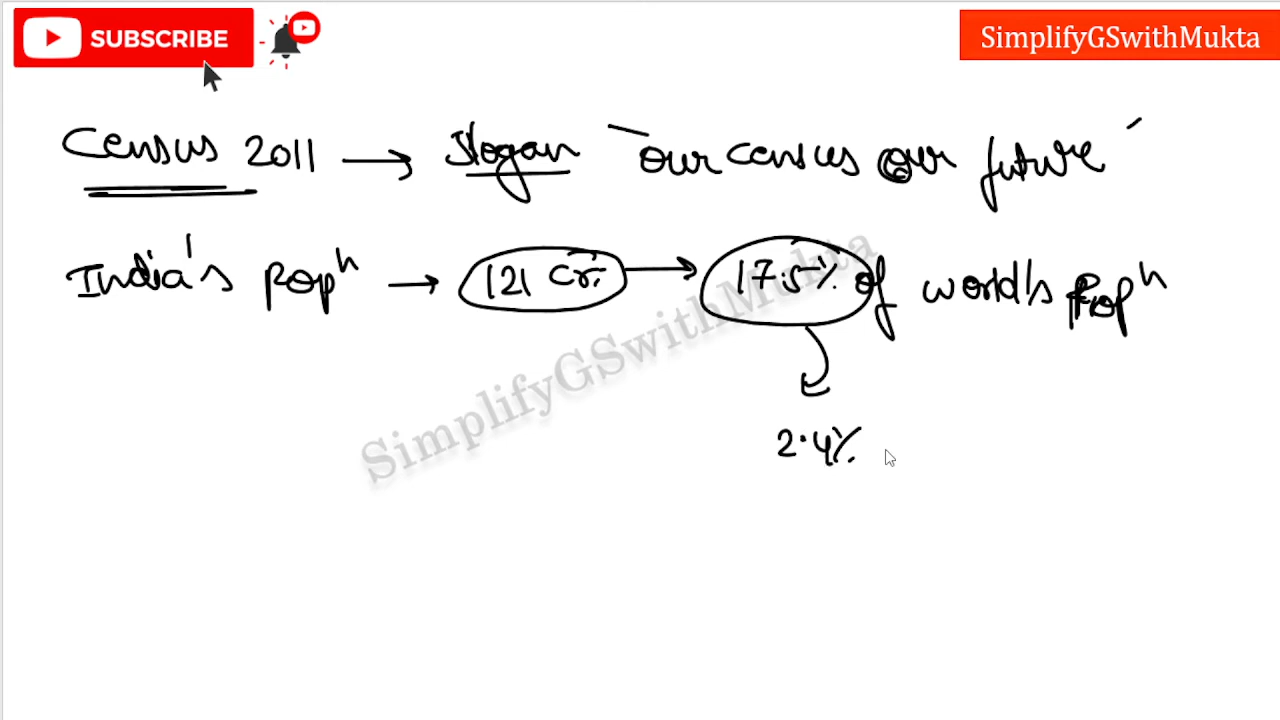 SUBSCRIBE
SimplifyGSwithMukta
Census 2011 → slogan "our census our future"
India's popⁿ → 121 Cr. → 17.5% of world's popⁿ
2.4%
SimplifyGSwithMukta